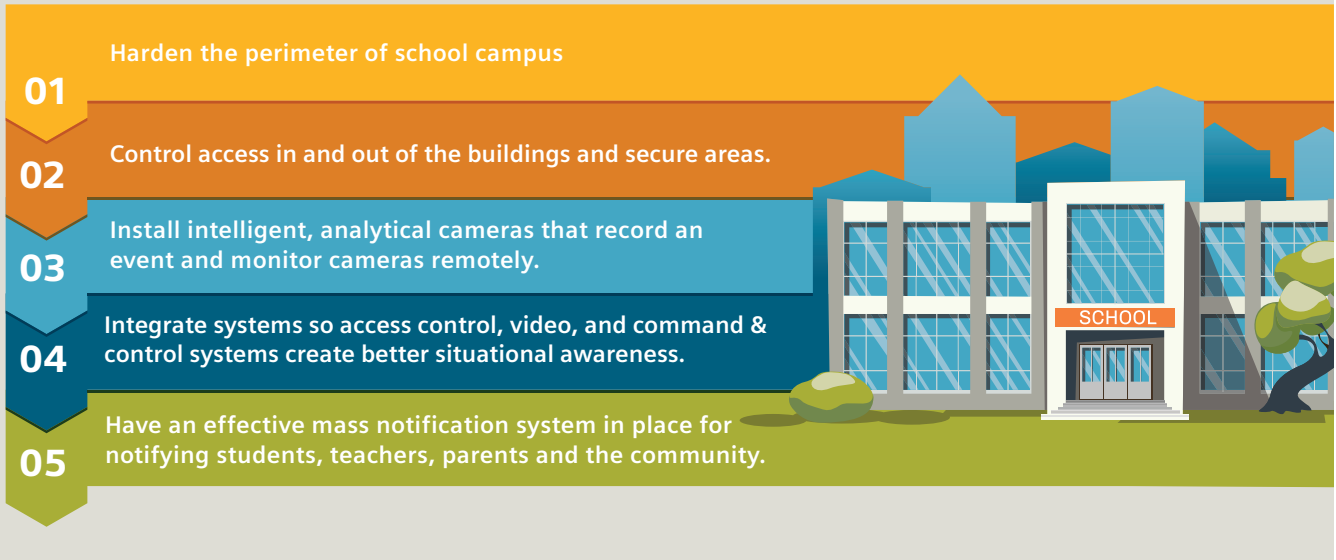 01
Harden the perimeter of school campus
02
Control access in and out of the buildings and secure areas.
03
Install intelligent, analytical cameras that record an
event and monitor cameras remotely.
04
Integrate systems so access control, video, and command &
control systems create better situational awareness.
05
Have an effective mass notification system in place for
notifying students, teachers, parents and the community.
SCHOOL